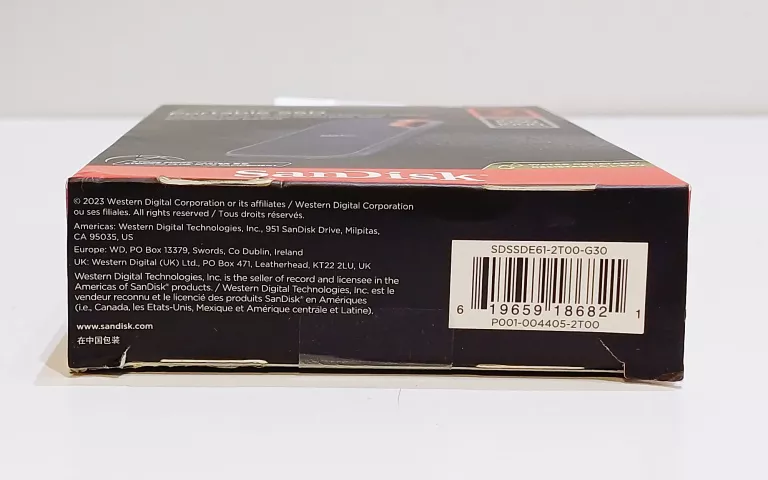 Portable SSD
SanDisk
© 2023 Western Digital Corporation or its affiliates / Western Digital Corporation
ou ses filiales. All rights reserved / Tous droits réservés.
Americas: Western Digital Technologies, Inc., 951 SanDisk Drive, Milpitas,
CA 95035, US
Europe: WD, PO Box 13379, Swords, Co Dublin, Ireland
UK: Western Digital (UK) Ltd., PO Box 471, Leatherhead, KT22 2LU, UK
Western Digital Technologies, Inc. is the seller of record and licensee in the
Americas of SanDisk® products. / Western Digital Technologies, Inc. est le
vendeur reconnu et le licencié des produits SanDisk® en Amériques
(i.e., Canada, les Etats-Unis, Mexique et Amérique centrale et Latine).
www.sandisk.com
在中国包装
SDSSDE61-2T00-G30
6 19659 18682 1
P001-004405-2T00